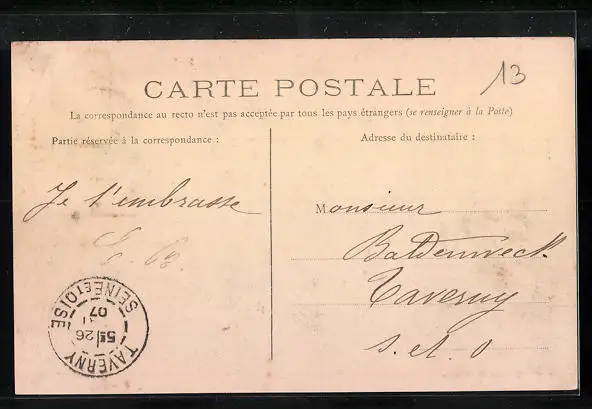 CARTE POSTALE
13
La correspondance au recto n'est pas acceptée par tous les pays étrangers (se renseigner à la Poste)
Partie réservée à la correspondance :
Adresse du destinataire :
Je t'embrasse
Monsieur
Baldenweck
Taverny
S. et. O
TAVERNY
SEINE ET OISE
5E 26
07